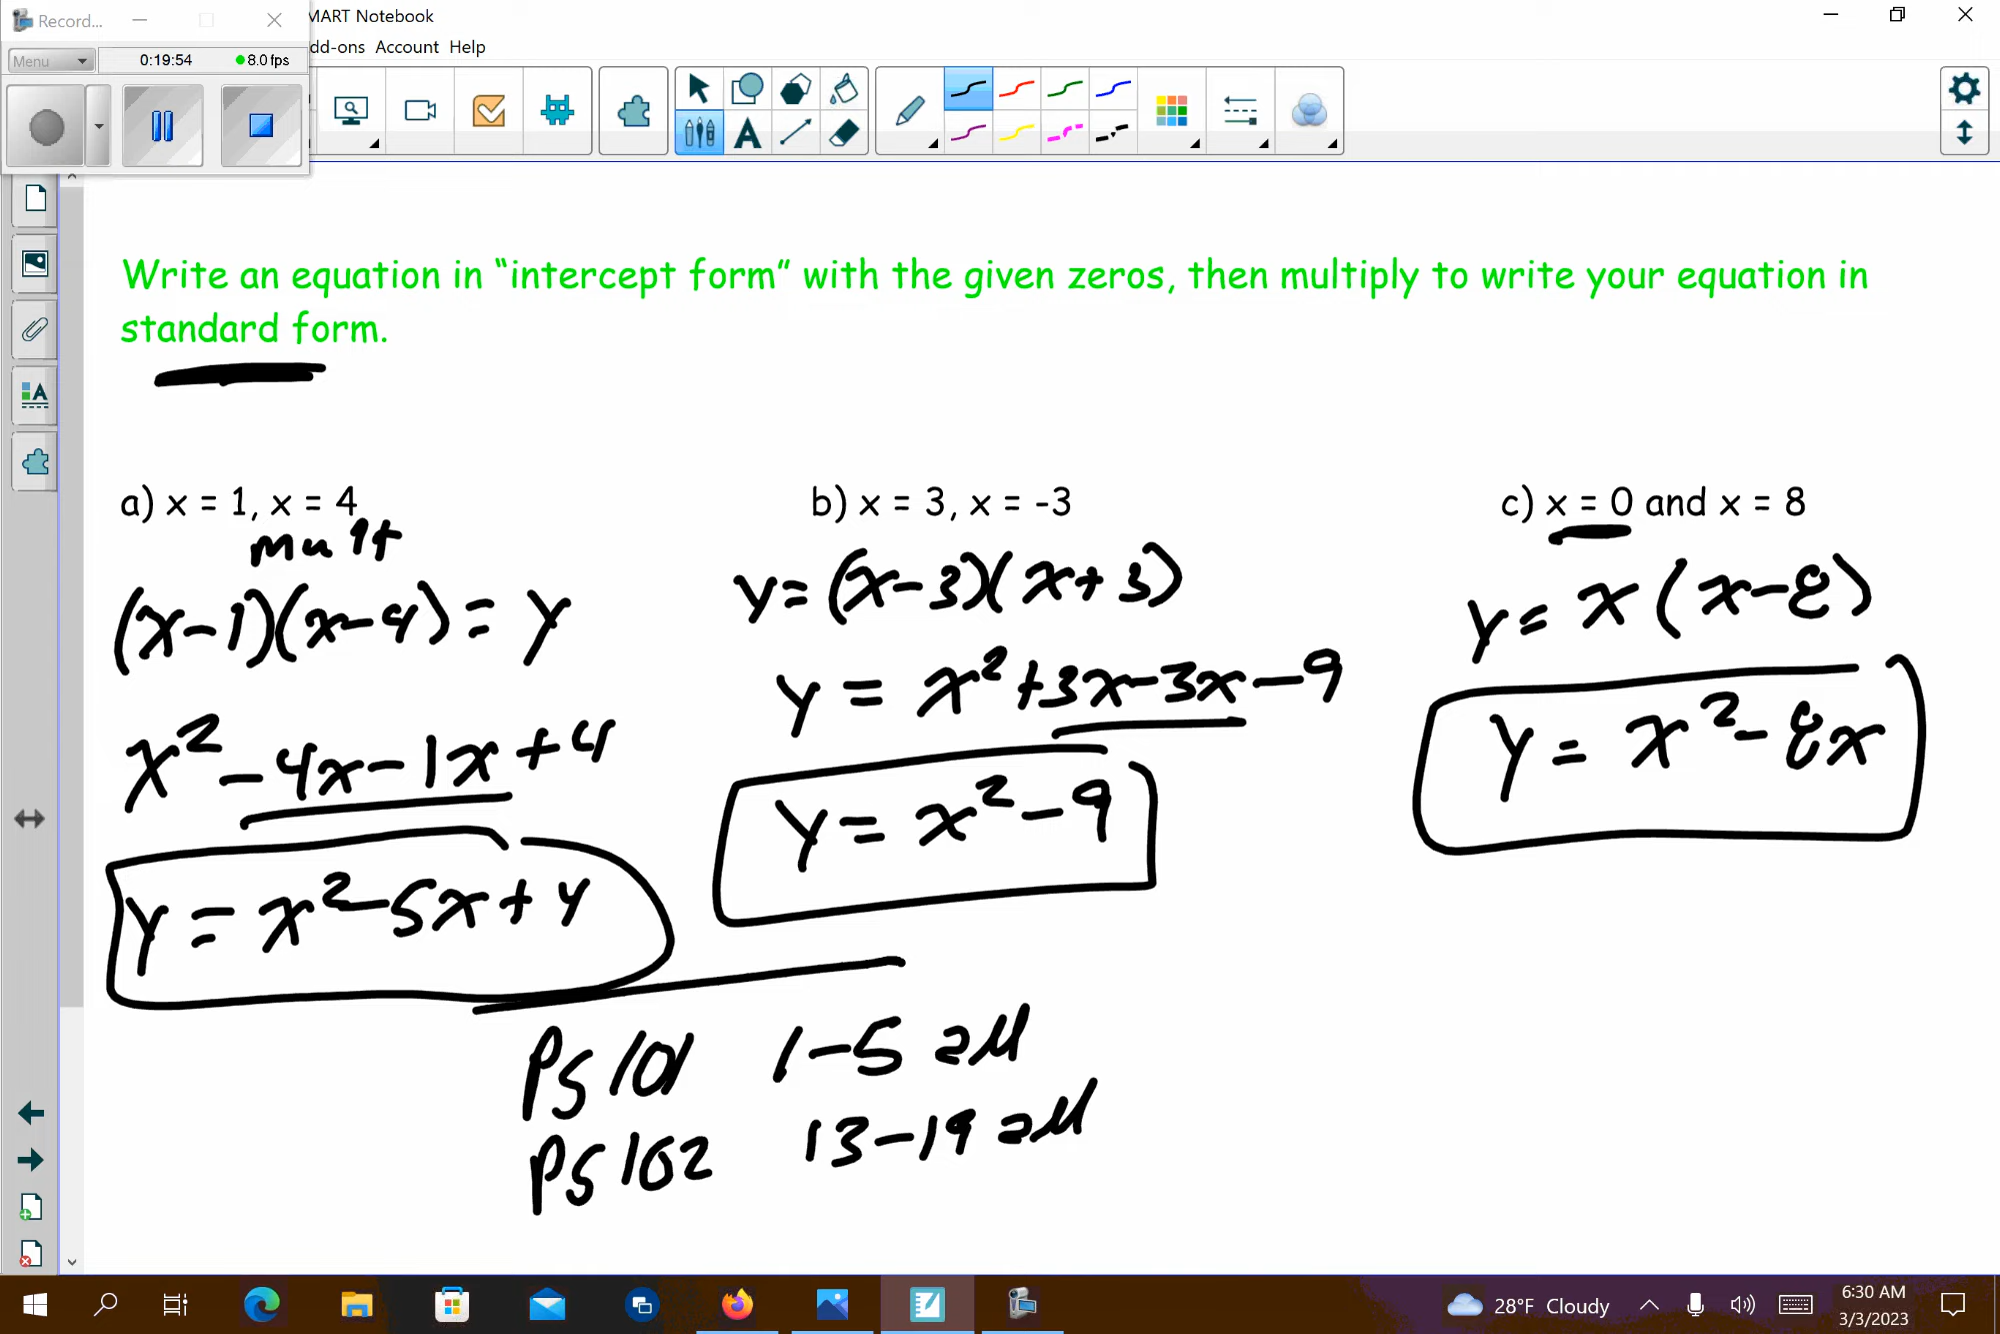 Record...
MART Notebook
dd-ons Account Help
Menu 0:19:54 8.0 fps
Write an equation in “intercept form” with the given zeros, then multiply to write your equation in
standard form.
a) x = 1, x = 4
mult
(x-1)(x-4) = y
x² - 4x - 1x + 4
y = x² - 5x + 4
b) x = 3, x = -3
y = (x-3)(x+3)
y = x² + 3x - 3x - 9
y = x² - 9
c) x = 0 and x = 8
y = x(x-8)
y = x² - 8x
Pg 101 1-5 all
Pg 102 13-19 all
28°F Cloudy
6:30 AM
3/3/2023